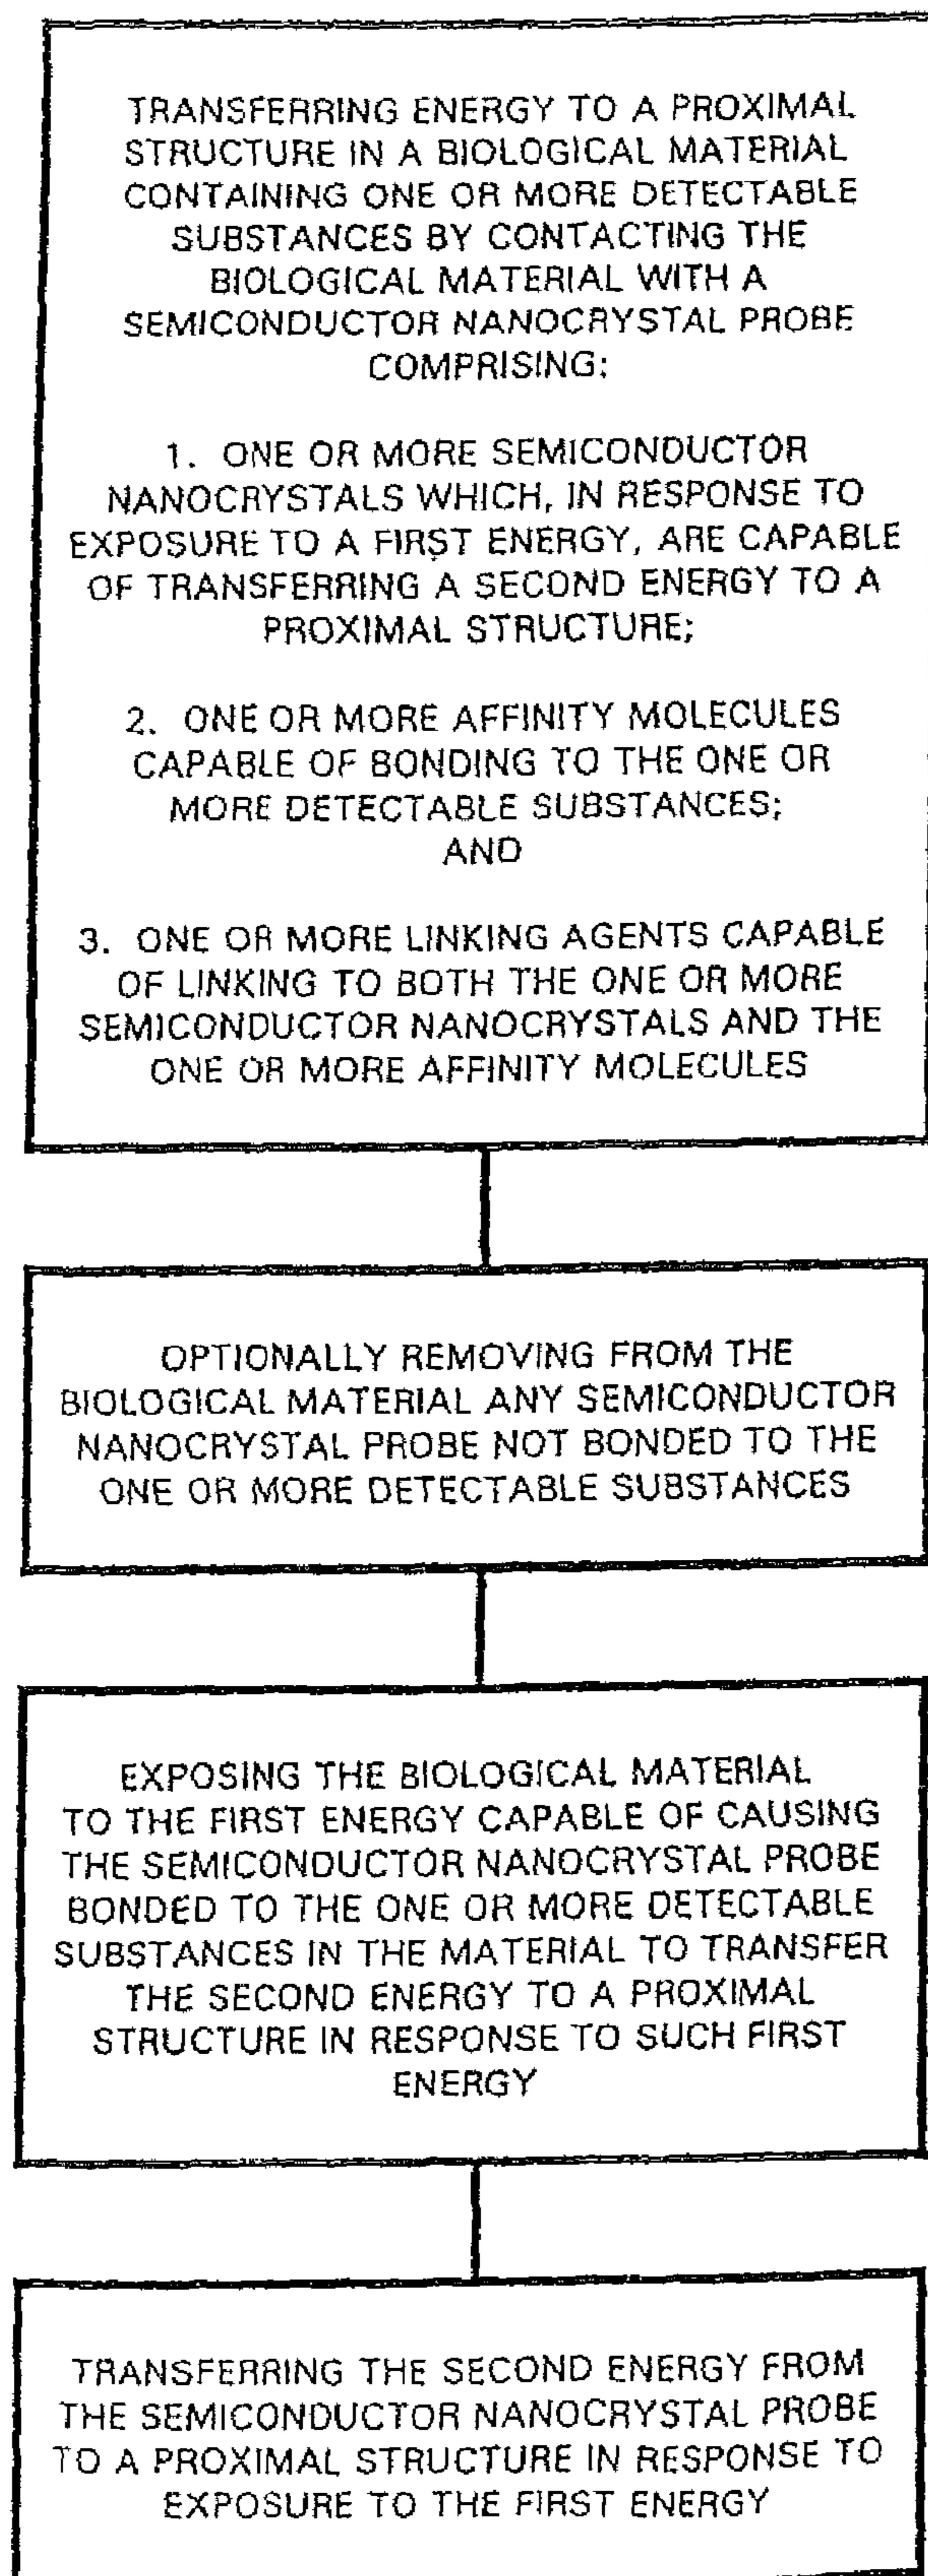 TRANSFERRING ENERGY TO A PROXIMAL
STRUCTURE IN A BIOLOGICAL MATERIAL
CONTAINING ONE OR MORE DETECTABLE
SUBSTANCES BY CONTACTING THE
BIOLOGICAL MATERIAL WITH A
SEMICONDUCTOR NANOCRYSTAL PROBE
COMPRISING:
1. ONE OR MORE SEMICONDUCTOR
NANOCRYSTALS WHICH, IN RESPONSE TO
EXPOSURE TO A FIRST ENERGY, ARE CAPABLE
OF TRANSFERRING A SECOND ENERGY TO A
PROXIMAL STRUCTURE;
2. ONE OR MORE AFFINITY MOLECULES
CAPABLE OF BONDING TO THE ONE OR
MORE DETECTABLE SUBSTANCES;
AND
3. ONE OR MORE LINKING AGENTS CAPABLE
OF LINKING TO BOTH THE ONE OR MORE
SEMICONDUCTOR NANOCRYSTALS AND THE
ONE OR MORE AFFINITY MOLECULES
OPTIONALLY REMOVING FROM THE
BIOLOGICAL MATERIAL ANY SEMICONDUCTOR
NANOCRYSTAL PROBE NOT BONDED TO THE
ONE OR MORE DETECTABLE SUBSTANCES
EXPOSING THE BIOLOGICAL MATERIAL
TO THE FIRST ENERGY CAPABLE OF CAUSING
THE SEMICONDUCTOR NANOCRYSTAL PROBE
BONDED TO THE ONE OR MORE DETECTABLE
SUBSTANCES IN THE MATERIAL TO TRANSFER
THE SECOND ENERGY TO A PROXIMAL
STRUCTURE IN RESPONSE TO SUCH FIRST
ENERGY
TRANSFERRING THE SECOND ENERGY FROM
THE SEMICONDUCTOR NANOCRYSTAL PROBE
TO A PROXIMAL STRUCTURE IN RESPONSE TO
EXPOSURE TO THE FIRST ENERGY